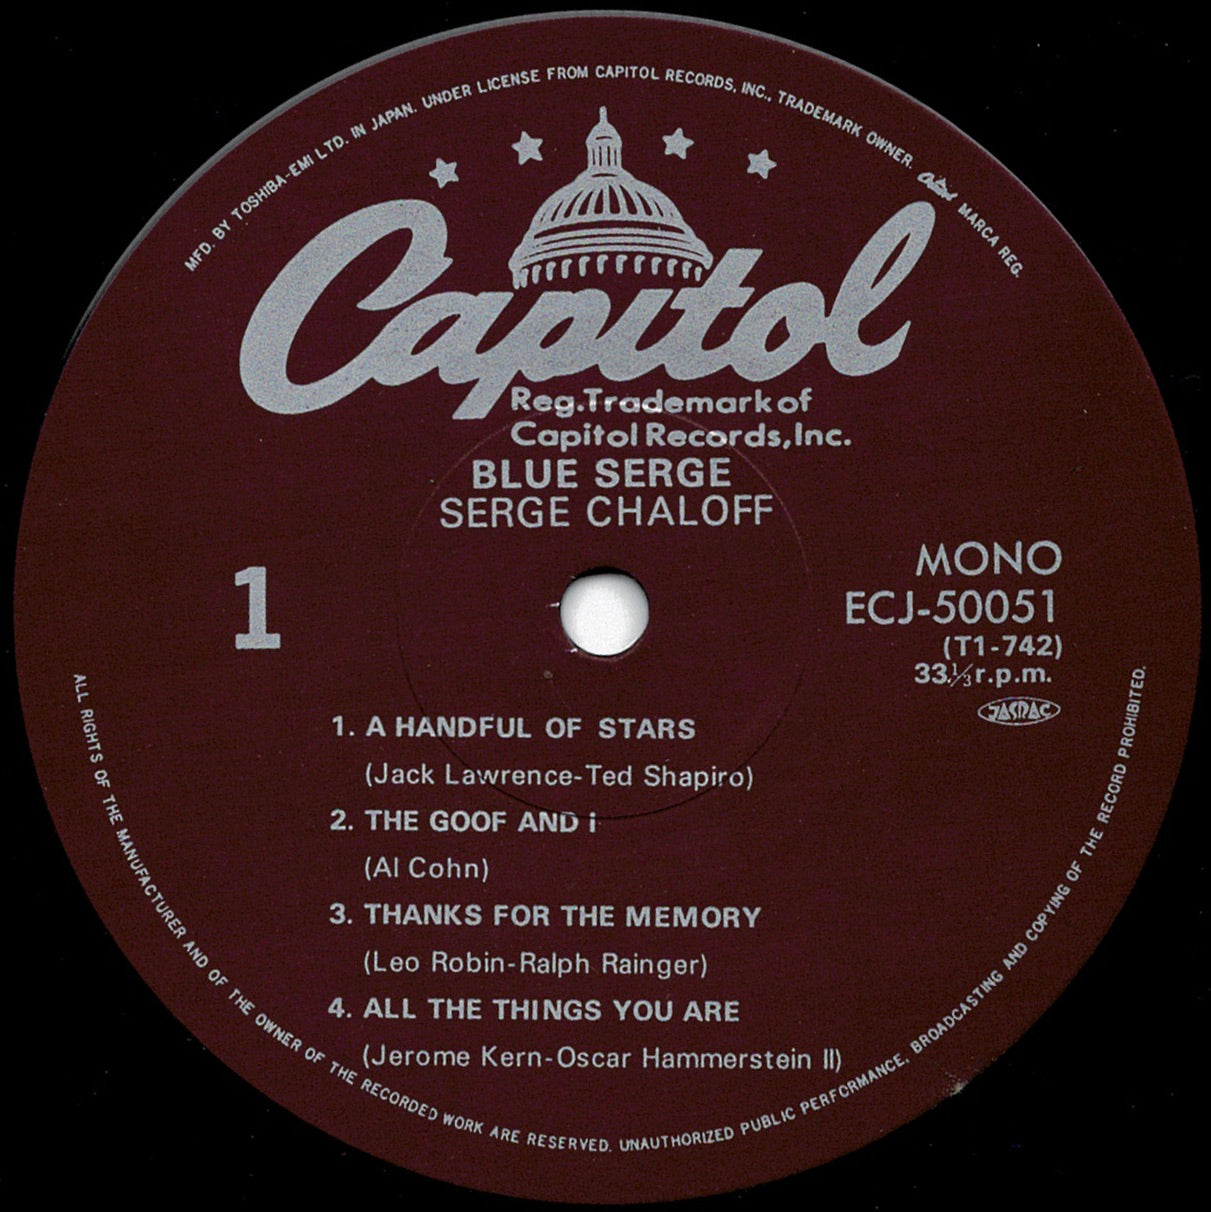 MFD. BY TOSHIBA-EMI LTD. IN JAPAN. UNDER LICENSE FROM CAPITOL RECORDS, INC., TRADEMARK OWNER. Capitol MARCA REG.
Capitol
Reg.Trademark of
Capitol Records,Inc.
BLUE SERGE
SERGE CHALOFF
1
MONO
ECJ-50051
(T1-742)
33⅓r.p.m.
JASRAC
1. A HANDFUL OF STARS
(Jack Lawrence-Ted Shapiro)
2. THE GOOF AND i
(Al Cohn)
3. THANKS FOR THE MEMORY
(Leo Robin-Ralph Rainger)
4. ALL THE THINGS YOU ARE
(Jerome Kern-Oscar Hammerstein II)
ALL RIGHTS OF THE MANUFACTURER AND OF THE OWNER OF THE RECORDED WORK ARE RESERVED. UNAUTHORIZED PUBLIC PERFORMANCE, BROADCASTING AND COPYING OF THE RECORD PROHIBITED.